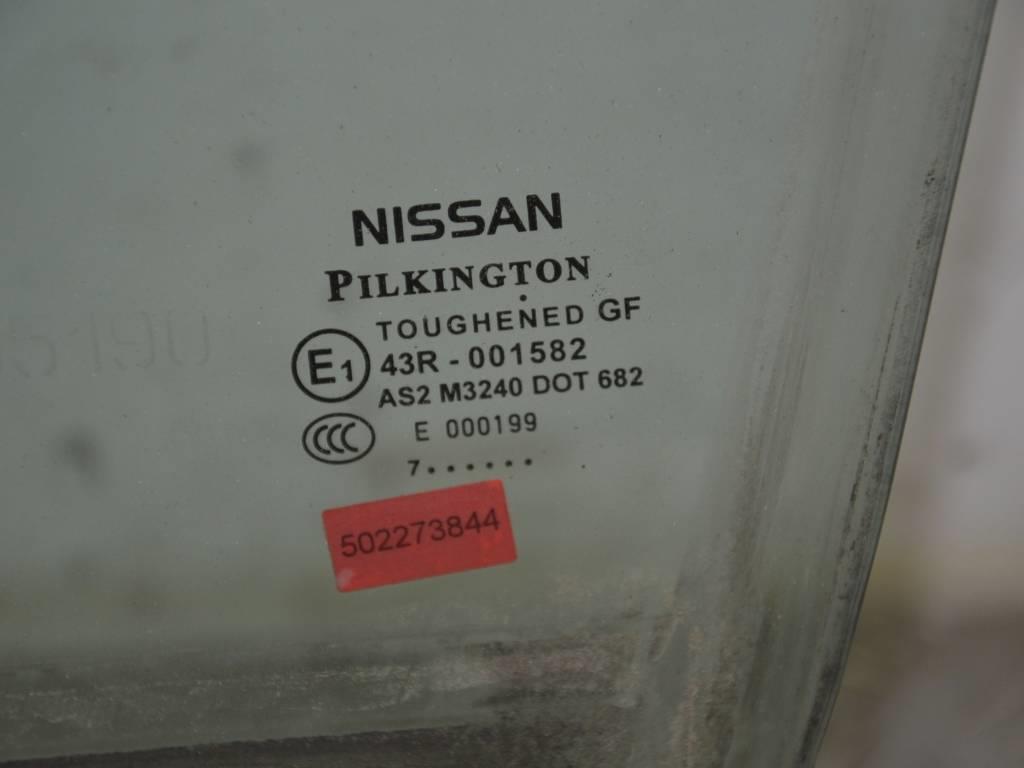 NISSAN
PILKINGTON
TOUGHENED GF
E1 43R - 001582
AS2 M3240 DOT 682
CCC E 000199
7......
502273844